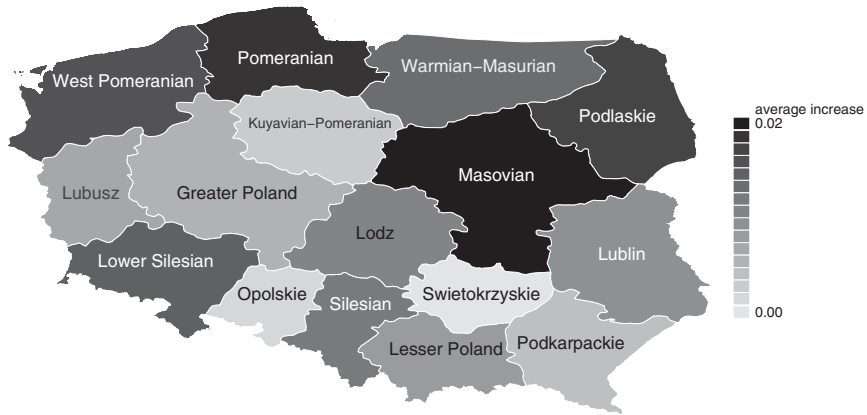 Pomeranian
Warmian−Masurian
West Pomeranian
average increase
0.02
Podlaskie
Kuyavian−Pomeranian
Masovian
Lubusz
Greater Poland
Lodz
Lublin
Lower Silesian
Opolskie
Silesian
Swietokrzyskie
0.00
Lesser Poland
Podkarpackie